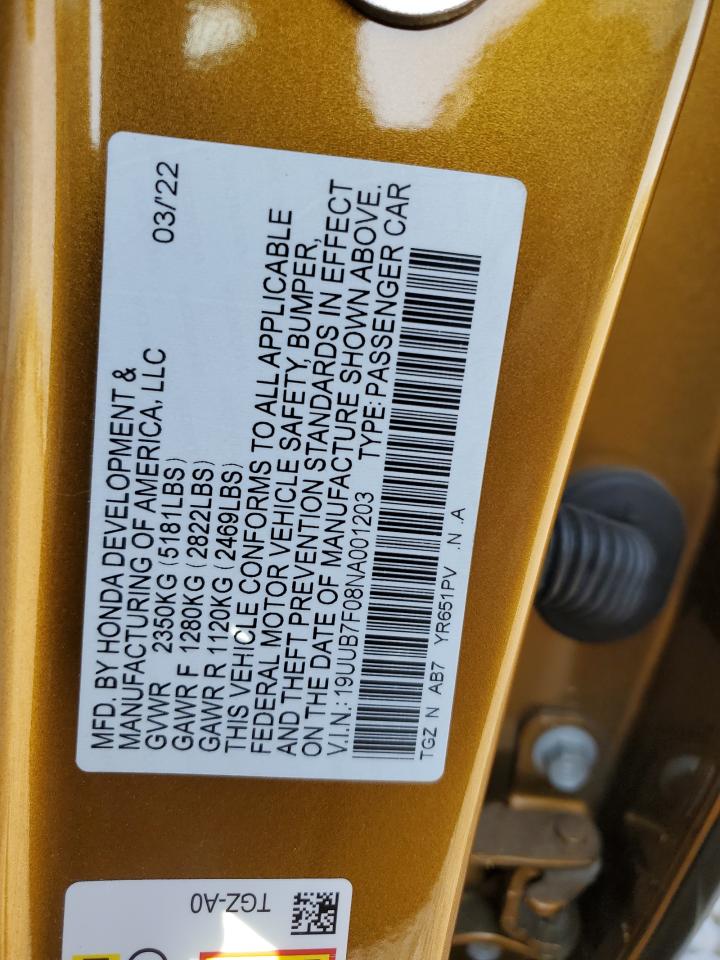 MFD. BY HONDA DEVELOPMENT & 03/'22
MANUFACTURING OF AMERICA, LLC
GVWR 2350KG (5181LBS)
GAWR F 1280KG (2822LBS)
GAWR R 1120KG (2469LBS)
THIS VEHICLE CONFORMS TO ALL APPLICABLE
FEDERAL MOTOR VEHICLE SAFETY, BUMPER,
AND THEFT PREVENTION STANDARDS IN EFFECT
ON THE DATE OF MANUFACTURE SHOWN ABOVE.
V.I.N.: 19UUB7F08NA001203 TYPE: PASSENGER CAR
TGZ N AB7 YR651PV .N .A
TGZ-A0